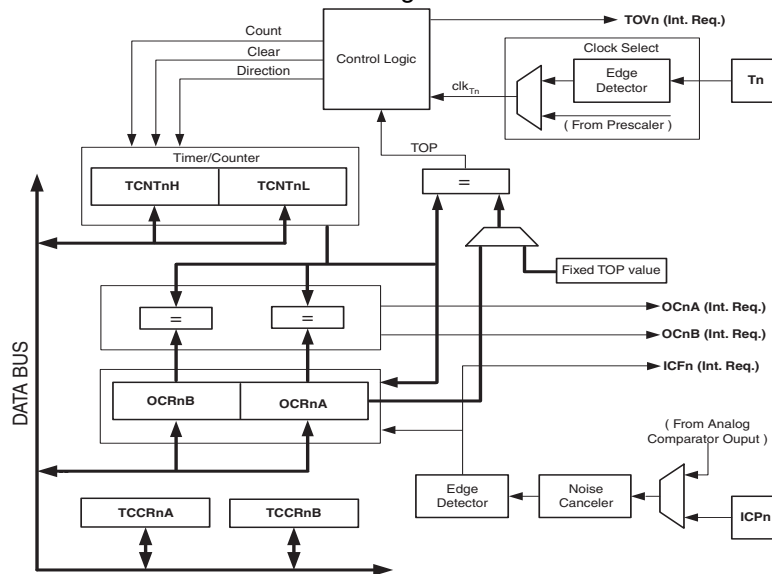 Count
Clear
Direction
Control Logic
TOVn (Int. Req.)
Clock Select
Edge
Detector
Tn
clkTn
( From Prescaler )
TOP
Timer/Counter
TCNTnH
TCNTnL
=
Fixed TOP value
=
=
OCnA (Int. Req.)
OCnB (Int. Req.)
ICFn (Int. Req.)
OCRnB
OCRnA
DATA BUS
( From Analog
Comparator Ouput )
Edge
Detector
Noise
Canceler
ICPn
TCCRnA
TCCRnB